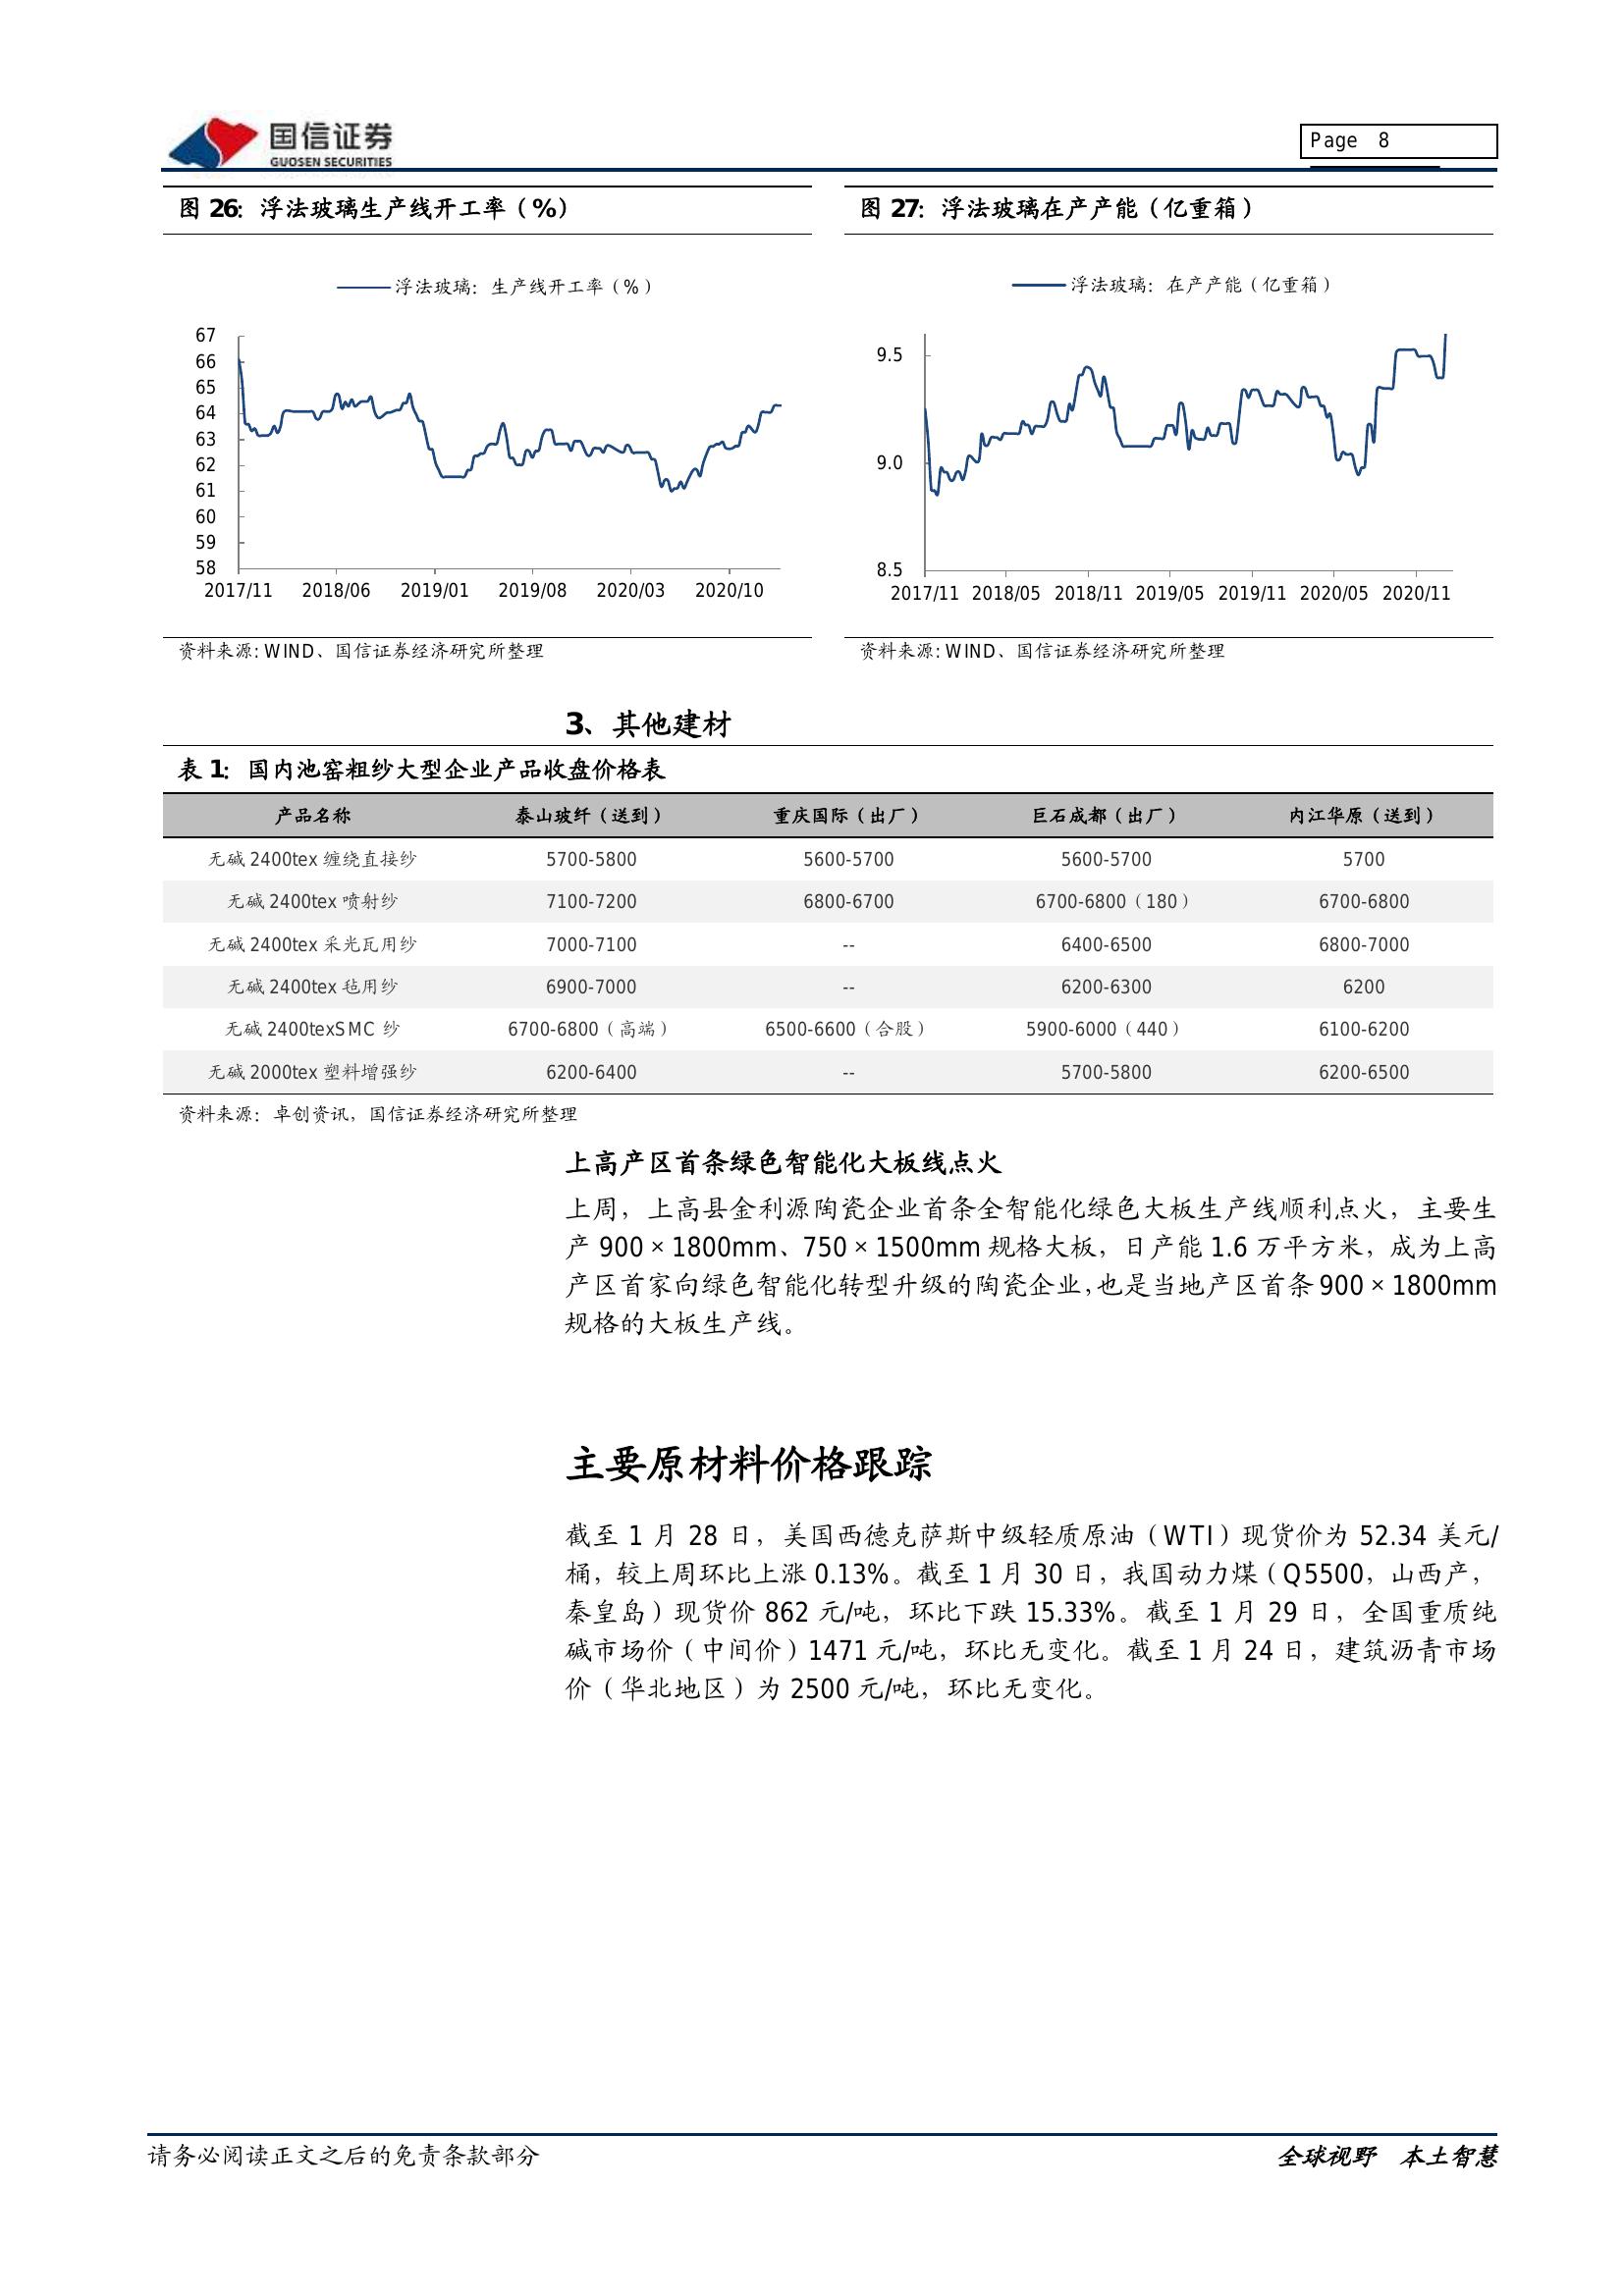 国信证券
GUOSEN SECURITIES
Page 8
图 26：浮法玻璃生产线开工率（%）
浮法玻璃：生产线开工率（%）
67
66
65
64
63
62
61
60
59
58
2017/11 2018/06 2019/01 2019/08 2020/03 2020/10
资料来源: WIND、国信证券经济研究所整理
图 27：浮法玻璃在产产能（亿重箱）
浮法玻璃：在产产能（亿重箱）
9.5
9.0
8.5
2017/11 2018/05 2018/11 2019/05 2019/11 2020/05 2020/11
资料来源: WIND、国信证券经济研究所整理
3、其他建材
表 1：国内池窑粗纱大型企业产品收盘价格表
产品名称 泰山玻纤（送到） 重庆国际（出厂） 巨石成都（出厂） 内江华原（送到）
无碱 2400tex 缠绕直接纱 5700-5800 5600-5700 5600-5700 5700
无碱 2400tex 喷射纱 7100-7200 6800-6700 6700-6800（180） 6700-6800
无碱 2400tex 采光瓦用纱 7000-7100 -- 6400-6500 6800-7000
无碱 2400tex 毡用纱 6900-7000 -- 6200-6300 6200
无碱 2400texSMC 纱 6700-6800（高端） 6500-6600（合股） 5900-6000（440） 6100-6200
无碱 2000tex 塑料增强纱 6200-6400 -- 5700-5800 6200-6500
资料来源：卓创资讯，国信证券经济研究所整理
上高产区首条绿色智能化大板线点火
上周，上高县金利源陶瓷企业首条全智能化绿色大板生产线顺利点火，主要生
产 900×1800mm、750×1500mm 规格大板，日产能 1.6 万平方米，成为上高
产区首家向绿色智能化转型升级的陶瓷企业，也是当地产区首条 900×1800mm
规格的大板生产线。
主要原材料价格跟踪
截至 1 月 28 日，美国西德克萨斯中级轻质原油（WTI）现货价为 52.34 美元/
桶，较上周环比上涨 0.13%。截至 1 月 30 日，我国动力煤（Q5500，山西产，
秦皇岛）现货价 862 元/吨，环比下跌 15.33%。截至 1 月 29 日，全国重质纯
碱市场价（中间价）1471 元/吨，环比无变化。截至 1 月 24 日，建筑沥青市场
价（华北地区）为 2500 元/吨，环比无变化。
请务必阅读正文之后的免责条款部分
全球视野 本土智慧